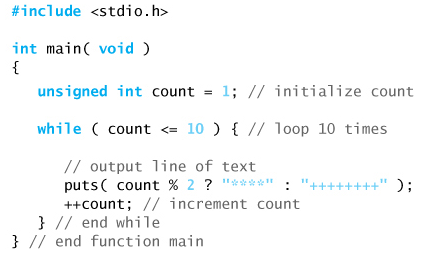 #include <stdio.h>
int main( void )
{
unsigned int count = 1; // initialize count
while ( count <= 10 ) { // loop 10 times
// output line of text
puts( count % 2 ? "****" : "++++++++" );
++count; // increment count
} // end while
} // end function main